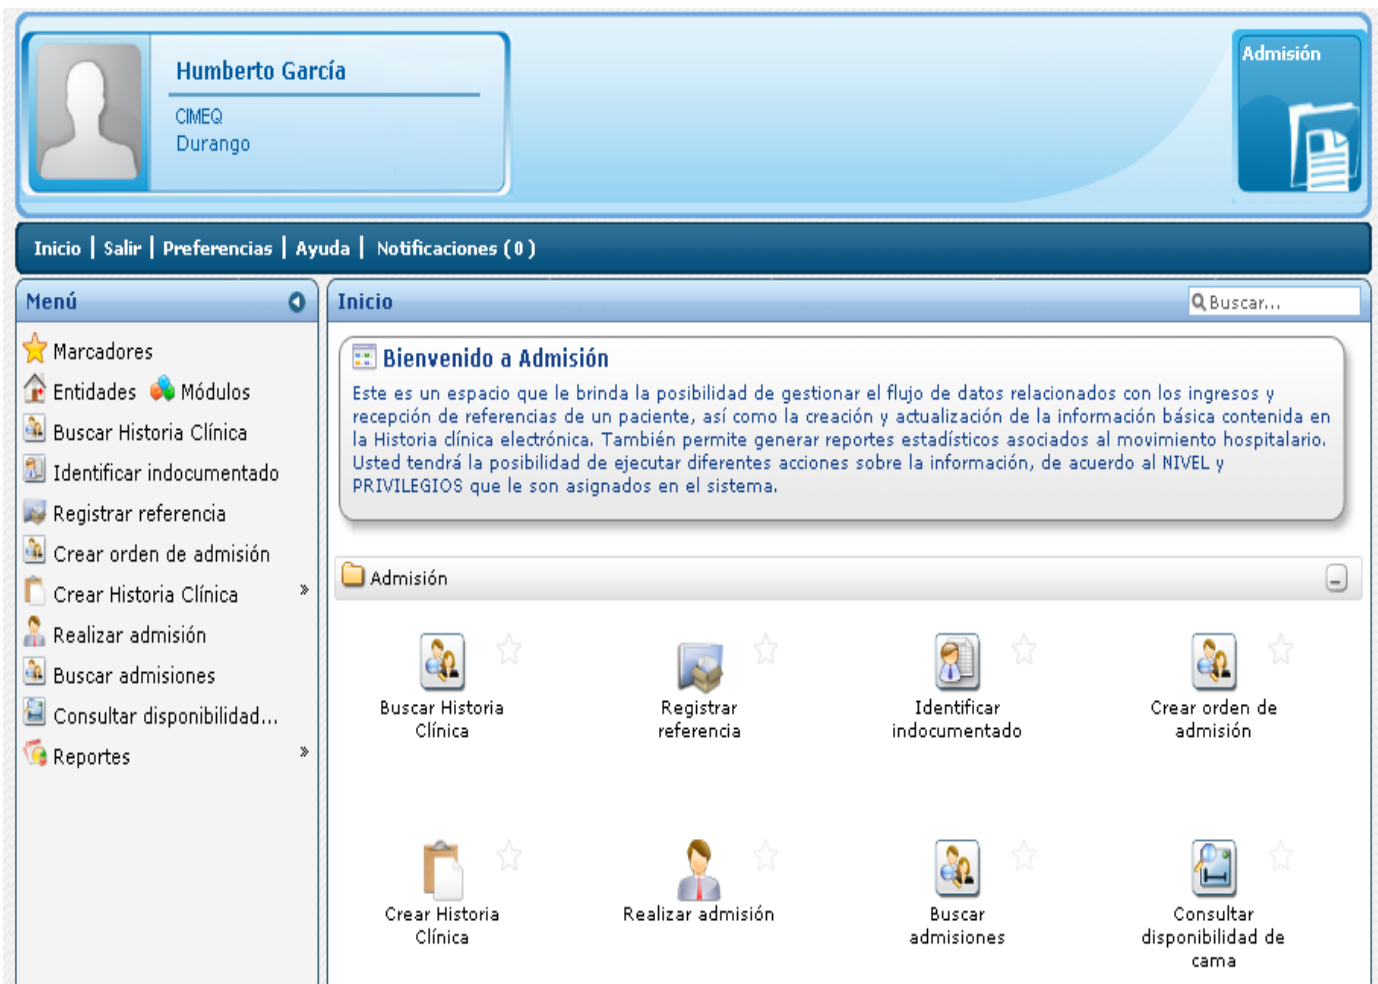 Humberto García
CIMEQ
Durango
Admisión
Inicio | Salir | Preferencias | Ayuda | Notificaciones ( 0 )
Menú
Marcadores
Entidades Módulos
Buscar Historia Clínica
Identificar indocumentado
Registrar referencia
Crear orden de admisión
Crear Historia Clínica »
Realizar admisión
Buscar admisiones
Consultar disponibilidad...
Reportes »
Inicio
Buscar...
Bienvenido a Admisión
Este es un espacio que le brinda la posibilidad de gestionar el flujo de datos relacionados con los ingresos y
recepción de referencias de un paciente, así como la creación y actualización de la información básica contenida en
la Historia clínica electrónica. También permite generar reportes estadísticos asociados al movimiento hospitalario.
Usted tendrá la posibilidad de ejecutar diferentes acciones sobre la información, de acuerdo al NIVEL y
PRIVILEGIOS que le son asignados en el sistema.
Admisión
Buscar Historia
Clínica
Registrar
referencia
Identificar
indocumentado
Crear orden de
admisión
Crear Historia
Clínica
Realizar admisión
Buscar
admisiones
Consultar
disponibilidad de
cama